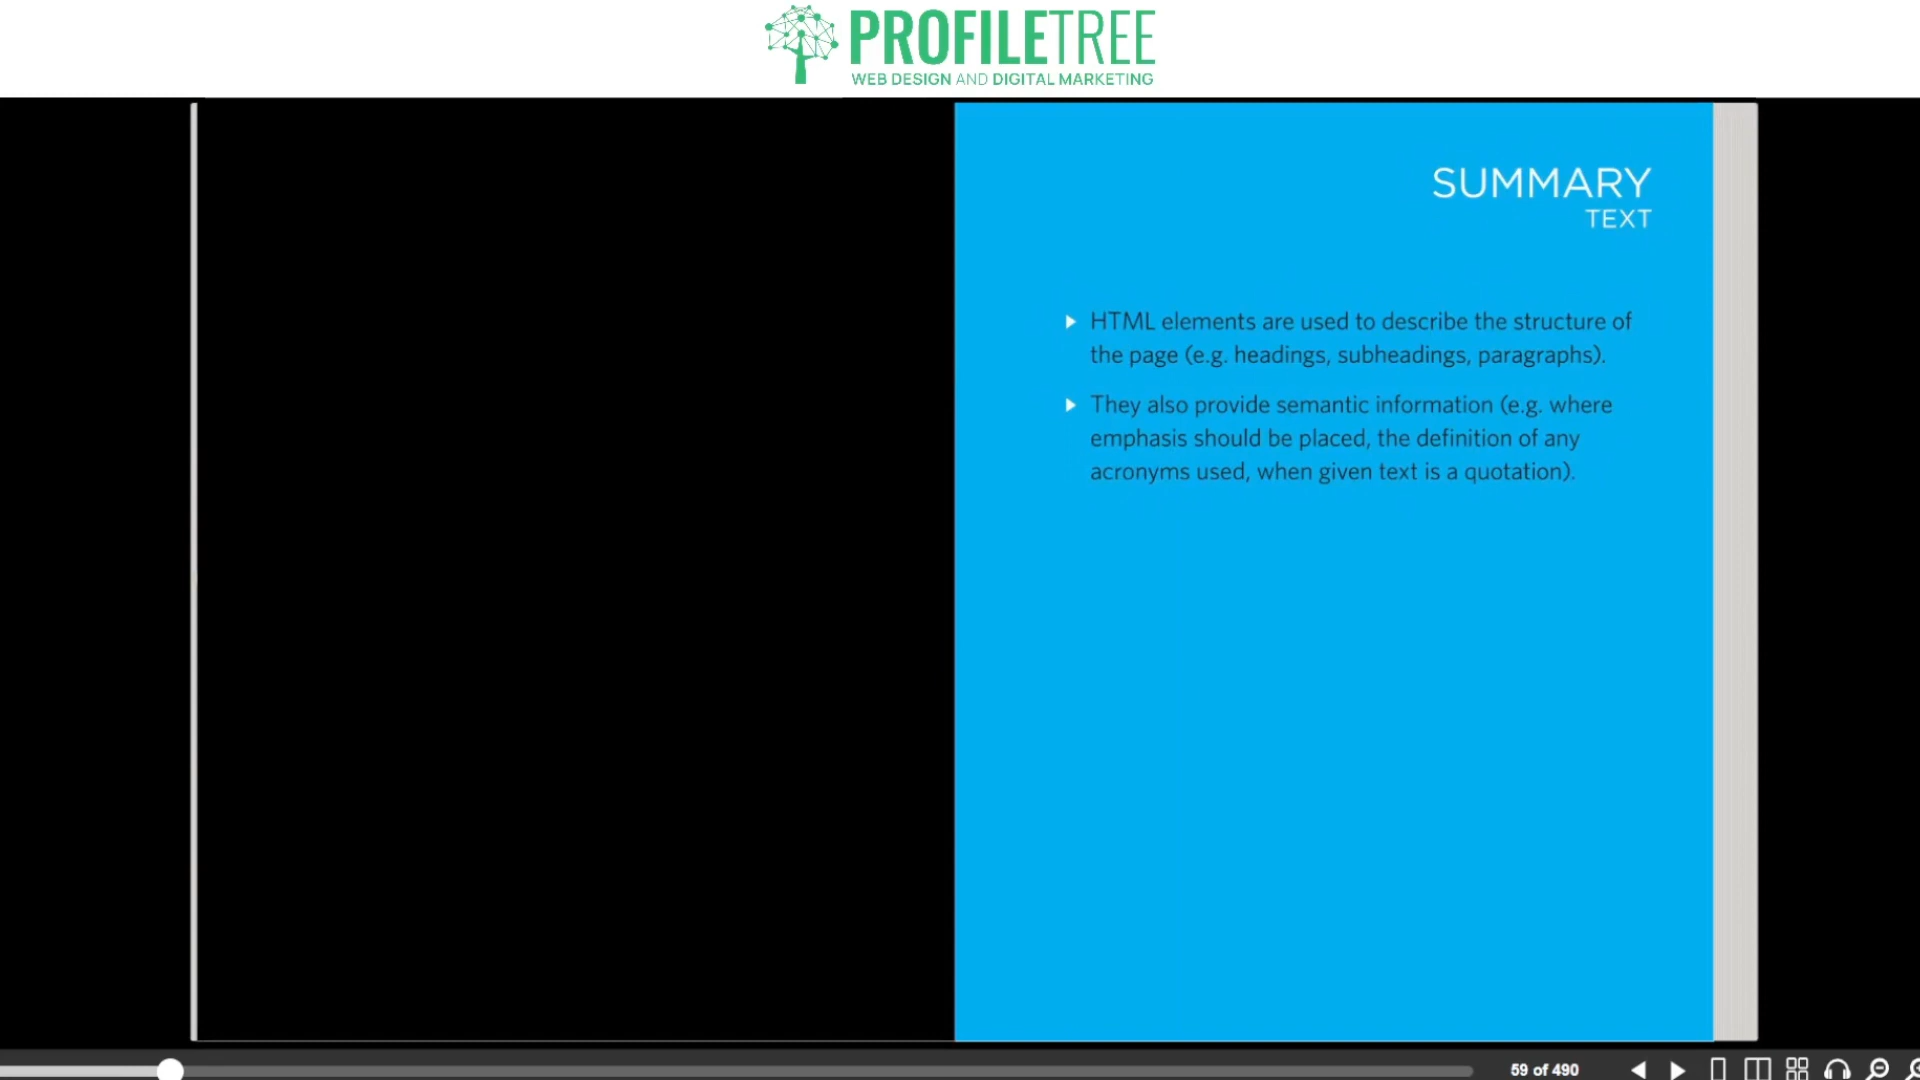 PROFILETREE
WEB DESIGN AND DIGITAL MARKETING
SUMMARY
TEXT
HTML elements are used to describe the structure of
the page (e.g. headings, subheadings, paragraphs).
They also provide semantic information (e.g. where
emphasis should be placed, the definition of any
acronyms used, when given text is a quotation).
59 of 490